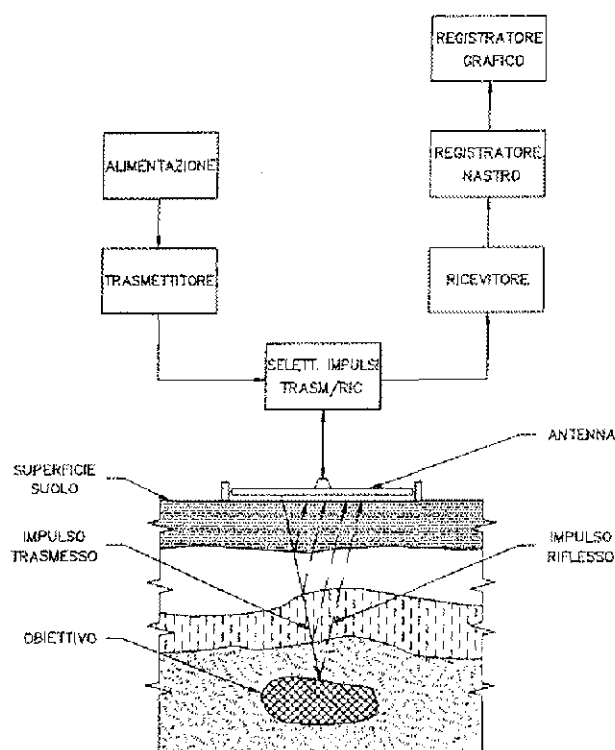 REGISTRATORE
GRAFICO
REGISTRATORE
NASTRO
ALIMENTAZIONE
TRASMETTITORE
RICEVITORE
SELETT. IMPULSI
TRASM/RIC
ANTENNA
SUPERFICIE
SUOLO
IMPULSO
TRASMESSO
IMPULSO
RIFLESSO
OBIETTIVO